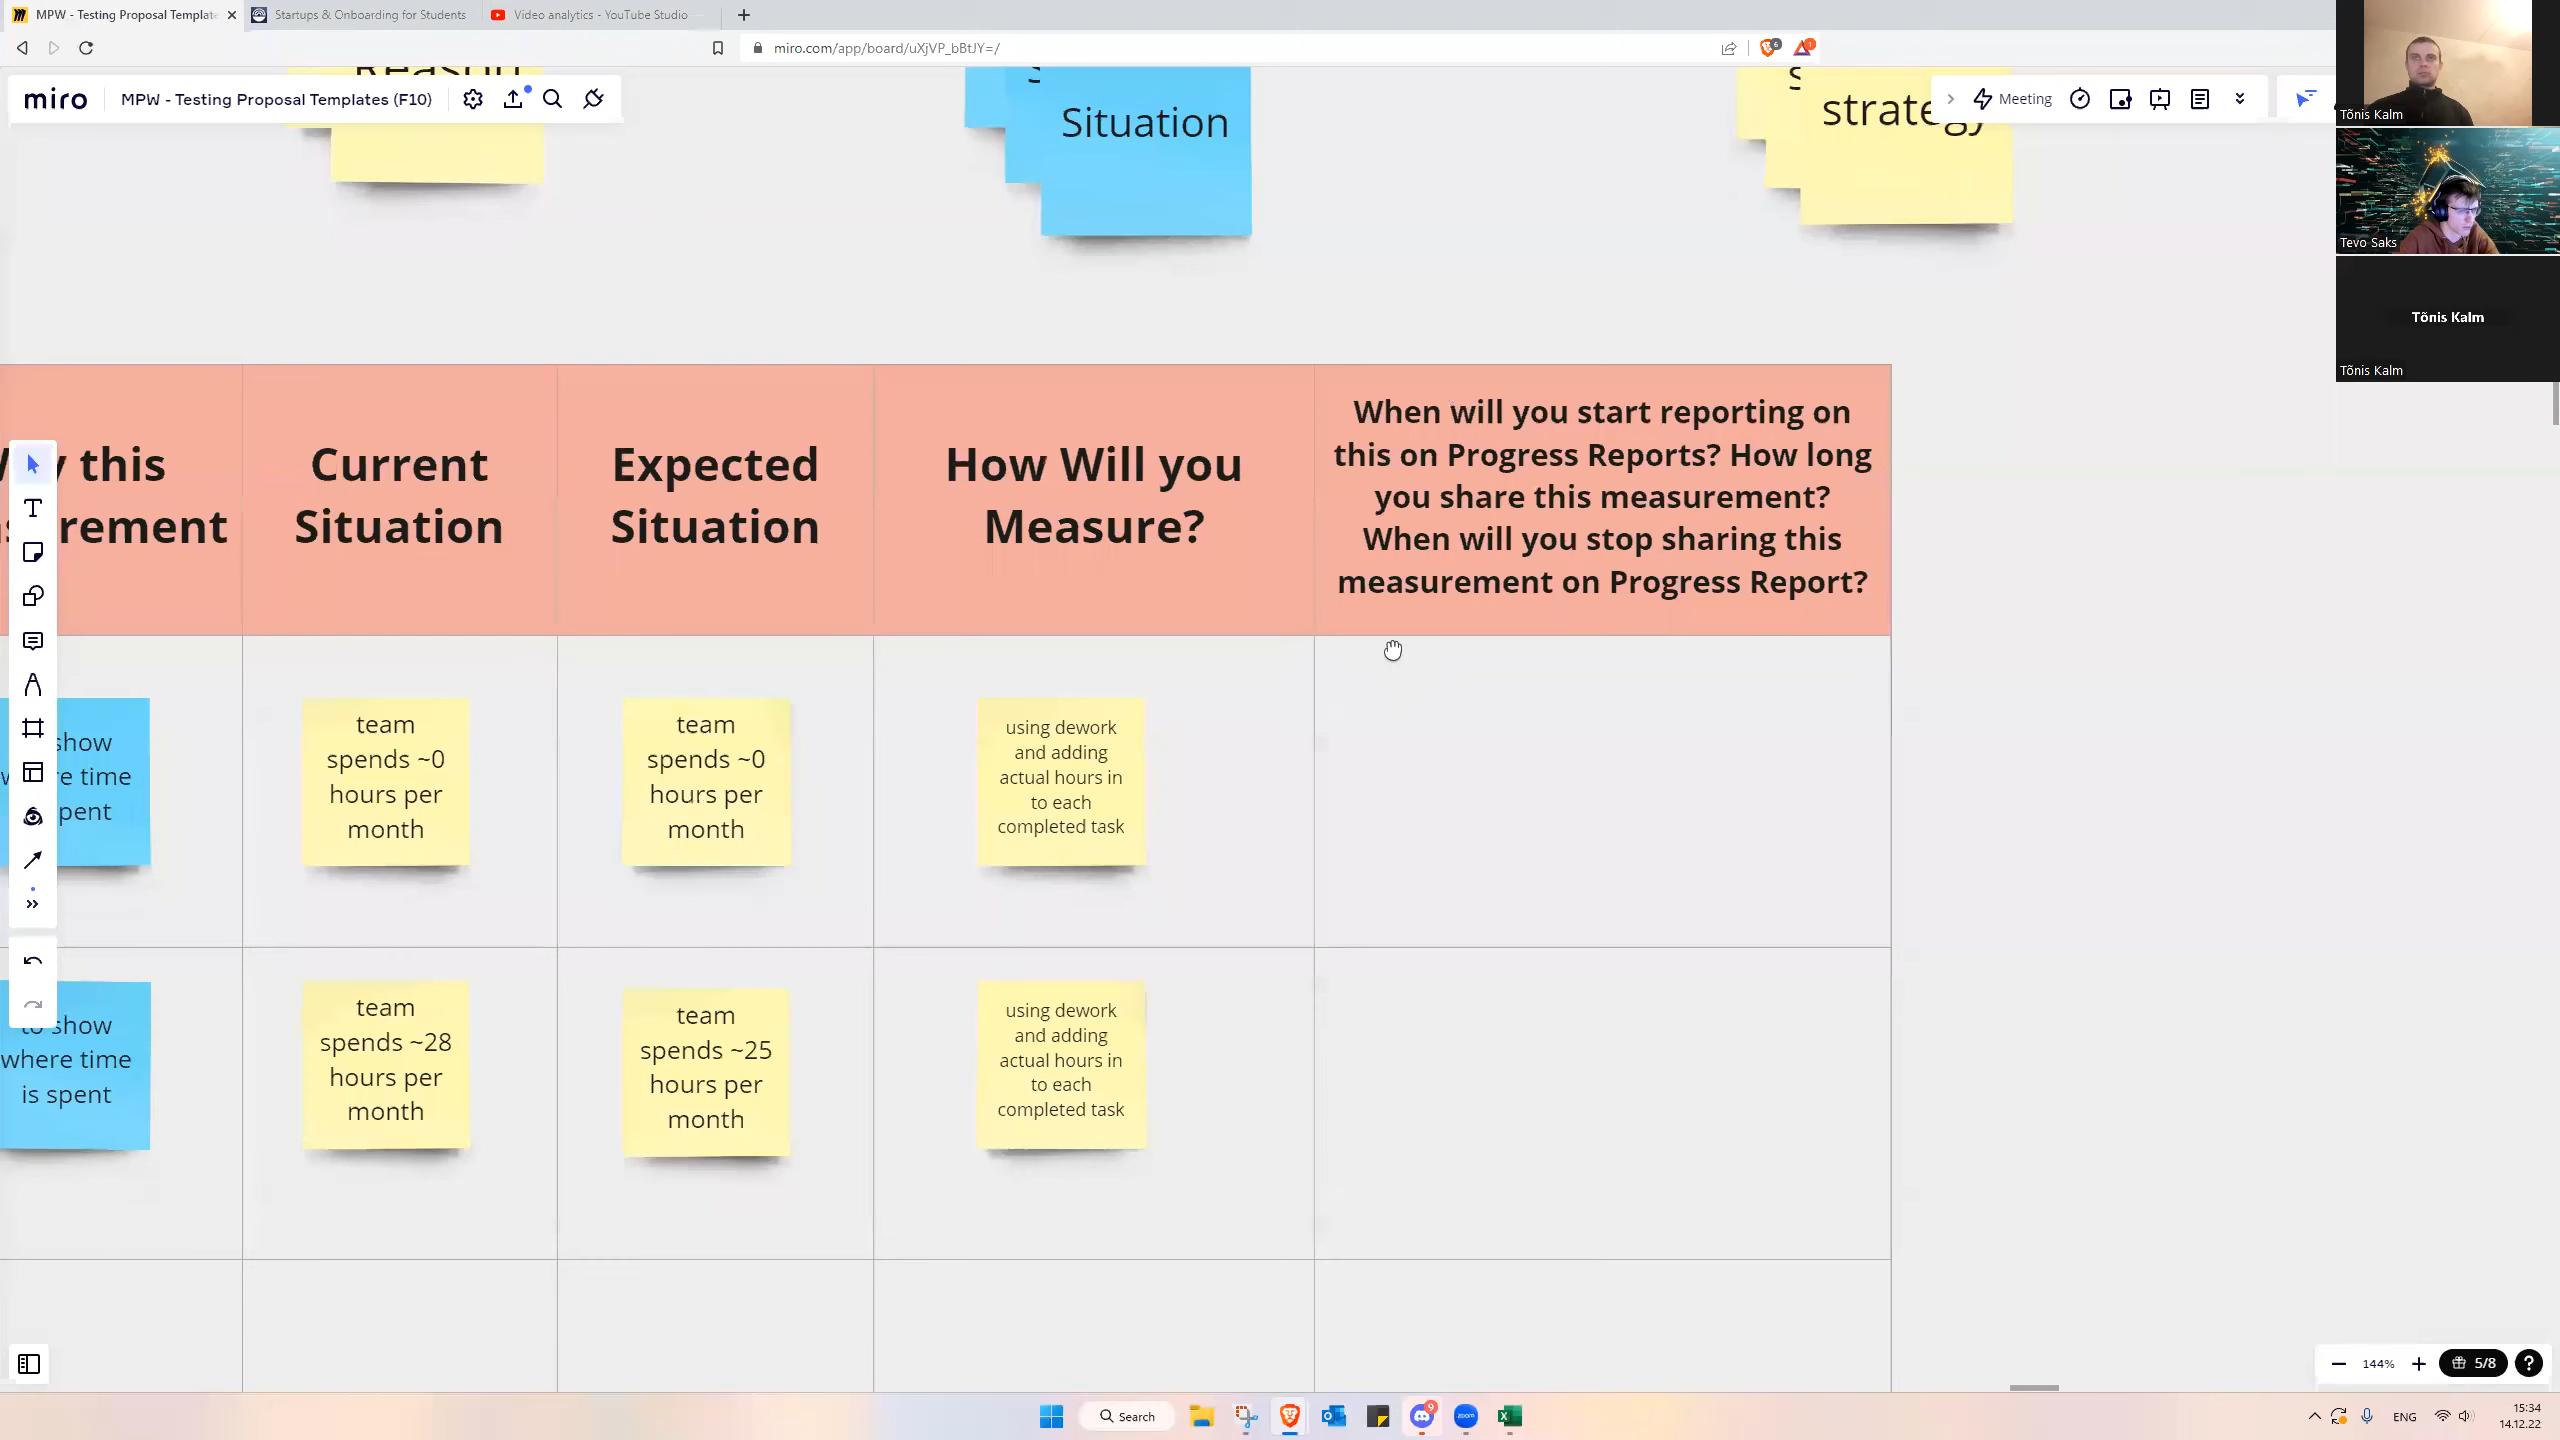 MPW - Testing Proposal Template
Startups & Onboarding for Students
Video analytics - YouTube Studio
miro.com/app/board/uXjVP_bBtJY=/
Reason
miro
MPW - Testing Proposal Templates (F10)
Situation
strategy
Meeting
Tõnis Kalm
Tevo Saks
Tõnis Kalm
Tõnis Kalm
this
rement
Current
Situation
Expected
Situation
How Will you
Measure?
When will you start reporting on
this on Progress Reports? How long
you share this measurement?
When will you stop sharing this
measurement on Progress Report?
show
re time
pent
team
spends ~0
hours per
month
team
spends ~0
hours per
month
using dework
and adding
actual hours in
to each
completed task
to show
where time
is spent
team
spends ~28
hours per
month
team
spends ~25
hours per
month
using dework
and adding
actual hours in
to each
completed task
144%
5/8
Search
9
ENG
15:34
14.12.22